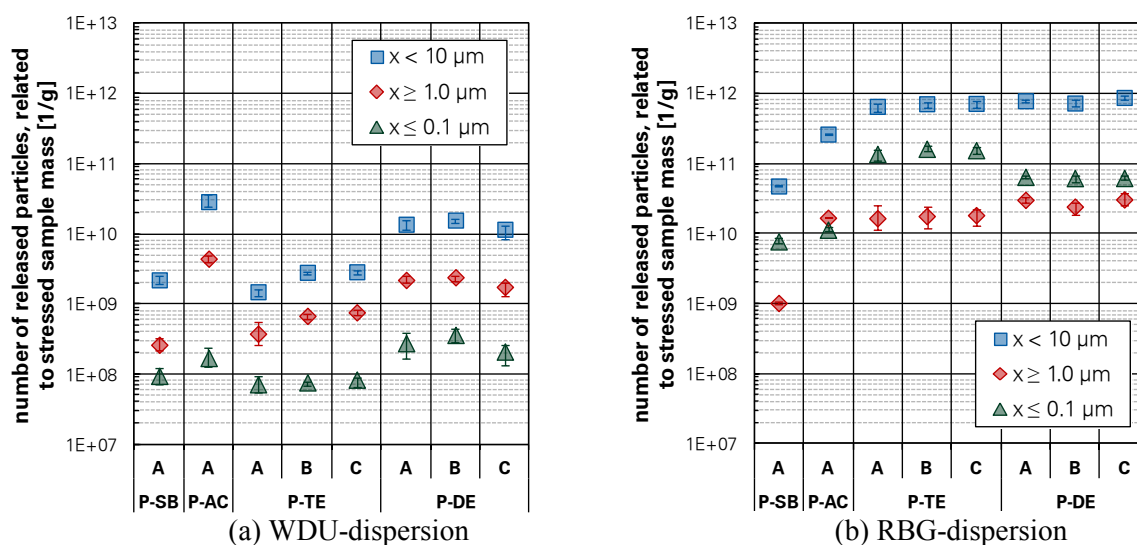 number of released particles, related
to stressed sample mass [1/g]
1E+13
1E+12
1E+11
1E+10
1E+09
1E+08
1E+07
x < 10 µm
x ≥ 1.0 µm
x ≤ 0.1 µm
A A A B C A B C
P-SB P-AC P-TE P-DE
(a) WDU-dispersion
number of released particles, related
to stressed sample mass [1/g]
1E+13
1E+12
1E+11
1E+10
1E+09
1E+08
1E+07
x < 10 µm
x ≥ 1.0 µm
x ≤ 0.1 µm
A A A B C A B C
P-SB P-AC P-TE P-DE
(b) RBG-dispersion